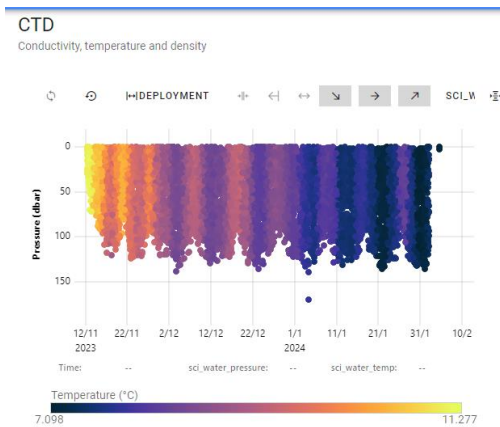 CTD
Conductivity, temperature and density
DEPLOYMENT SCI_W
0
50
100
150
Pressure (dbar)
12/11 22/11 2/12 12/12 22/12 1/1 11/1 21/1 31/1 10/2
2023 2024
Time: -- sci_water_pressure: -- sci_water_temp: --
Temperature (°C)
7.098 11.277